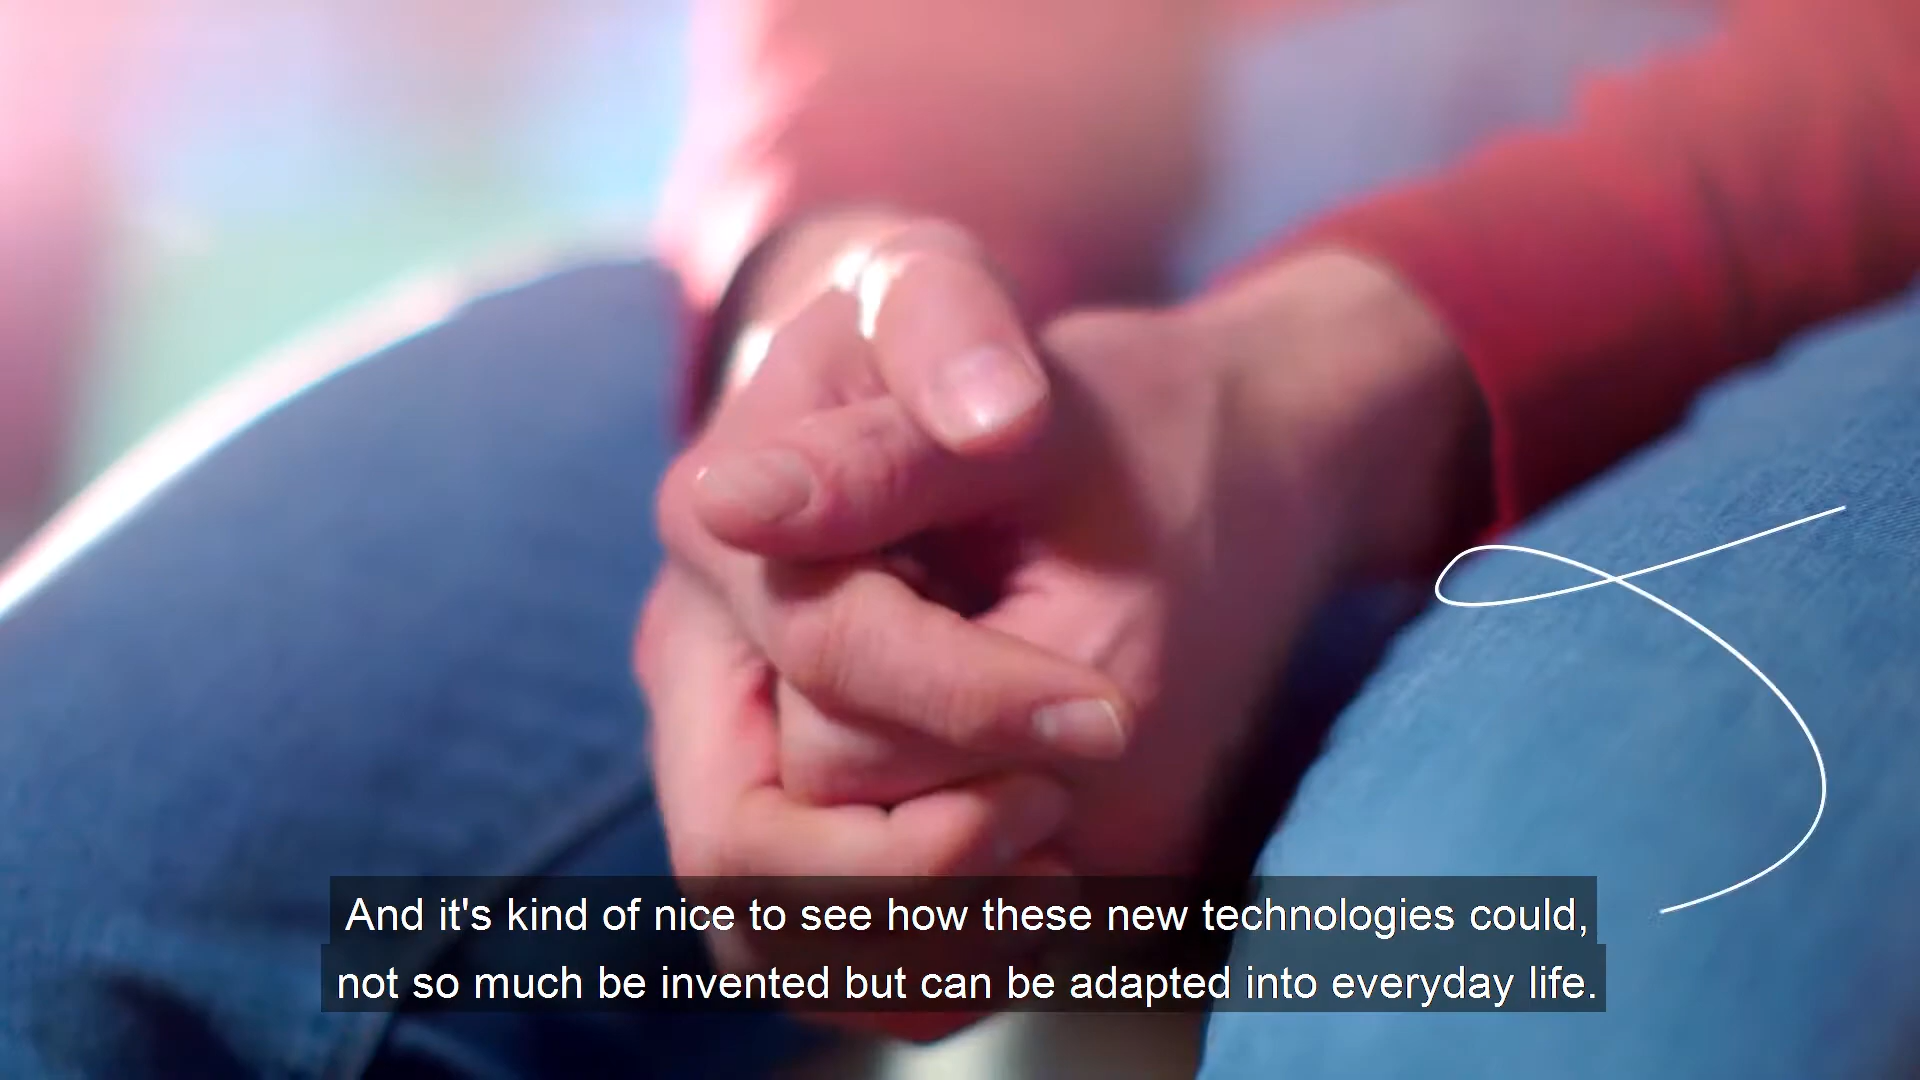 And it's kind of nice to see how these new technologies could,
not so much be invented but can be adapted into everyday life.